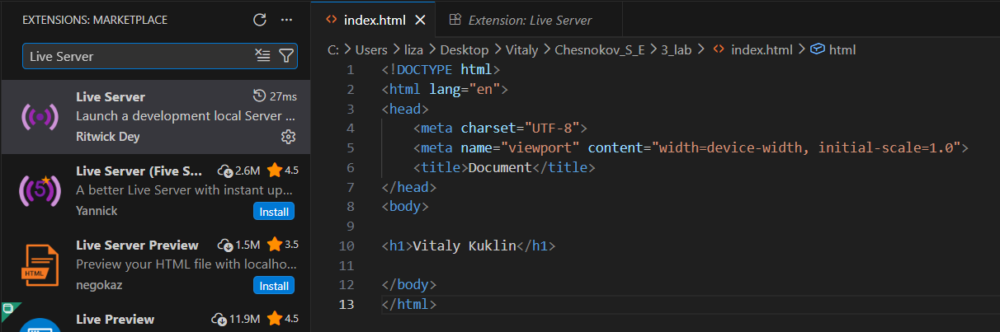 EXTENSIONS: MARKETPLACE
Live Server
Live Server 27ms
Launch a development local Server ...
Ritwick Dey
Live Server (Five S... 2.6M 4.5
A better Live Server with instant up...
Yannick Install
Live Server Preview 1.5M 3.5
Preview your HTML file with localho...
negokaz Install
Live Preview 11.9M 4.5
index.html Extension: Live Server
C: > Users > liza > Desktop > Vitaly > Chesnokov_S_E > 3_lab > index.html > html
1 <!DOCTYPE html>
2 <html lang="en">
3 <head>
4 <meta charset="UTF-8">
5 <meta name="viewport" content="width=device-width, initial-scale=1.0">
6 <title>Document</title>
7 </head>
8 <body>
9
10 <h1>Vitaly Kuklin</h1>
11
12 </body>
13 </html>
5
HTML